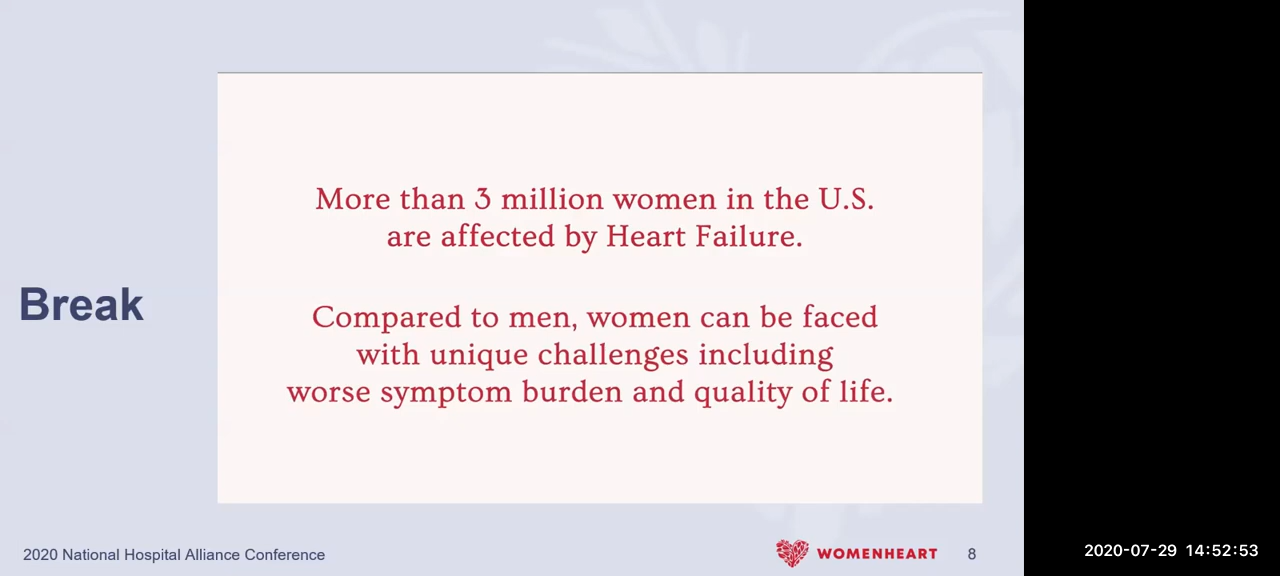 More than 3 million women in the U.S.
are affected by Heart Failure.
Break
Compared to men, women can be faced
with unique challenges including
worse symptom burden and quality of life.
2020 National Hospital Alliance Conference
WOMENHEART
8
2020-07-29 14:52:53